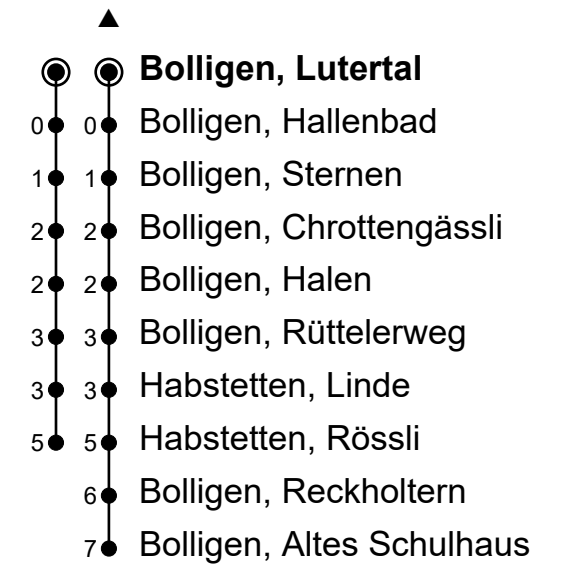 Bolligen, Lutertal
0 0 Bolligen, Hallenbad
1 1 Bolligen, Sternen
2 2 Bolligen, Chrottengässli
2 2 Bolligen, Halen
3 3 Bolligen, Rüttelerweg
3 3 Habstetten, Linde
5 5 Habstetten, Rössli
6 Bolligen, Reckholtern
7 Bolligen, Altes Schulhaus